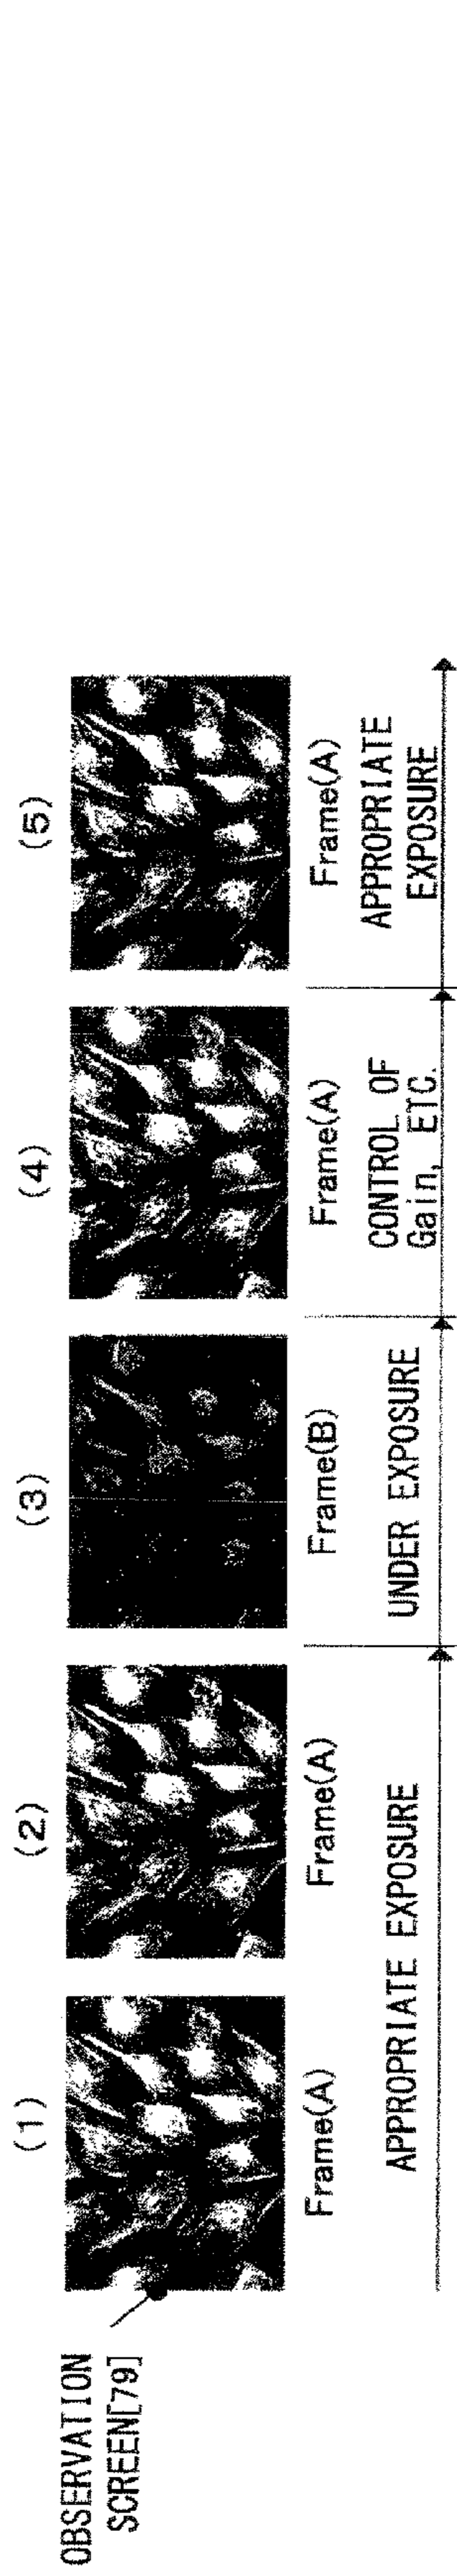 (1)
(2)
(3)
(4)
(5)
OBSERVATION
SCREEN[79]
Frame(A)
Frame(A)
Frame(B)
Frame(A)
Frame(A)
APPROPRIATE EXPOSURE
UNDER EXPOSURE
CONTROL OF
Gain, ETC.
APPROPRIATE
EXPOSURE